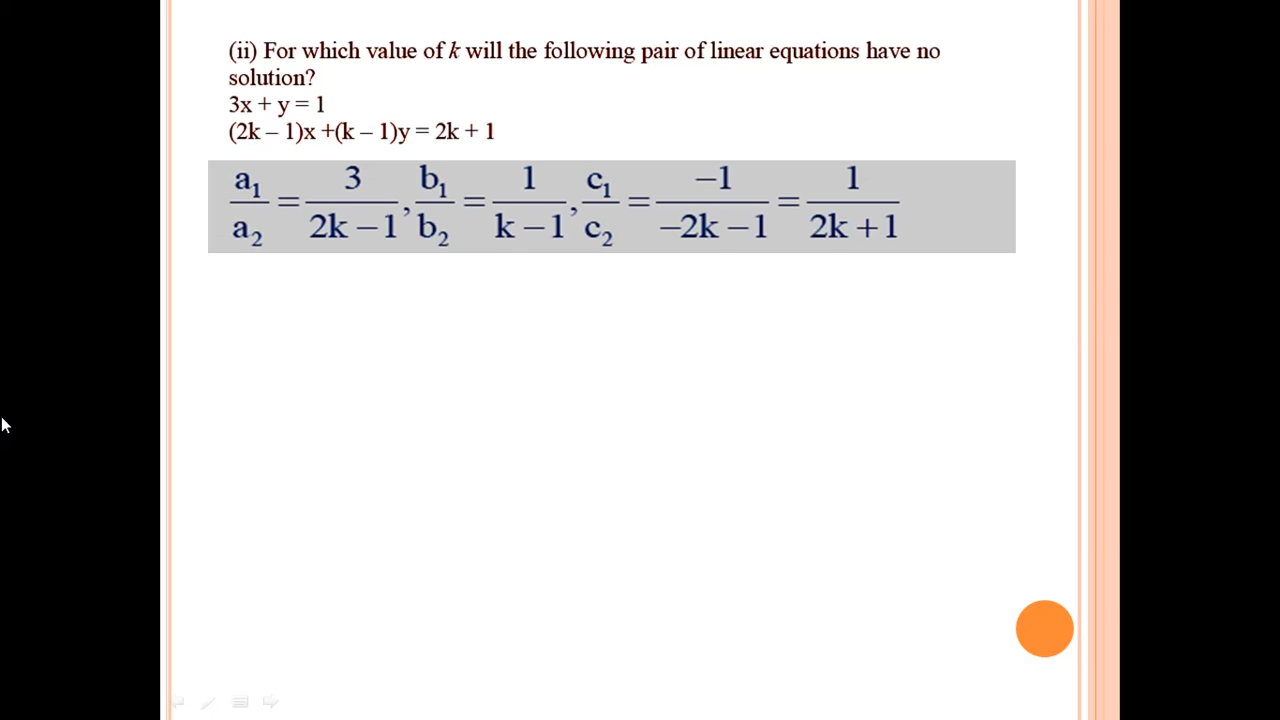 (ii) For which value of k will the following pair of linear equations have no
solution?
3x + y = 1
(2k – 1)x +(k – 1)y = 2k + 1
a₁/a₂ = 3/(2k – 1), b₁/b₂ = 1/(k – 1), c₁/c₂ = –1/(–2k – 1) = 1/(2k + 1)